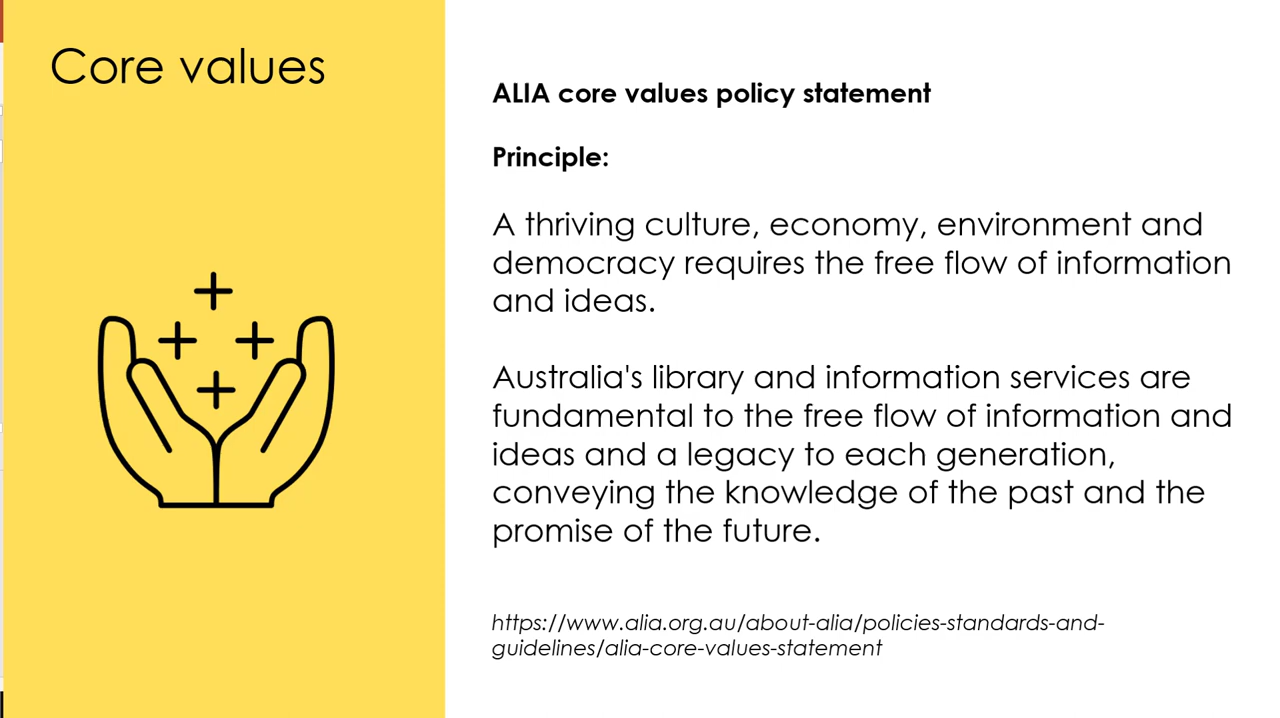 Core values
ALIA core values policy statement
Principle:
A thriving culture, economy, environment and
democracy requires the free flow of information
and ideas.
Australia's library and information services are
fundamental to the free flow of information and
ideas and a legacy to each generation,
conveying the knowledge of the past and the
promise of the future.
https://www.alia.org.au/about-alia/policies-standards-and-
guidelines/alia-core-values-statement